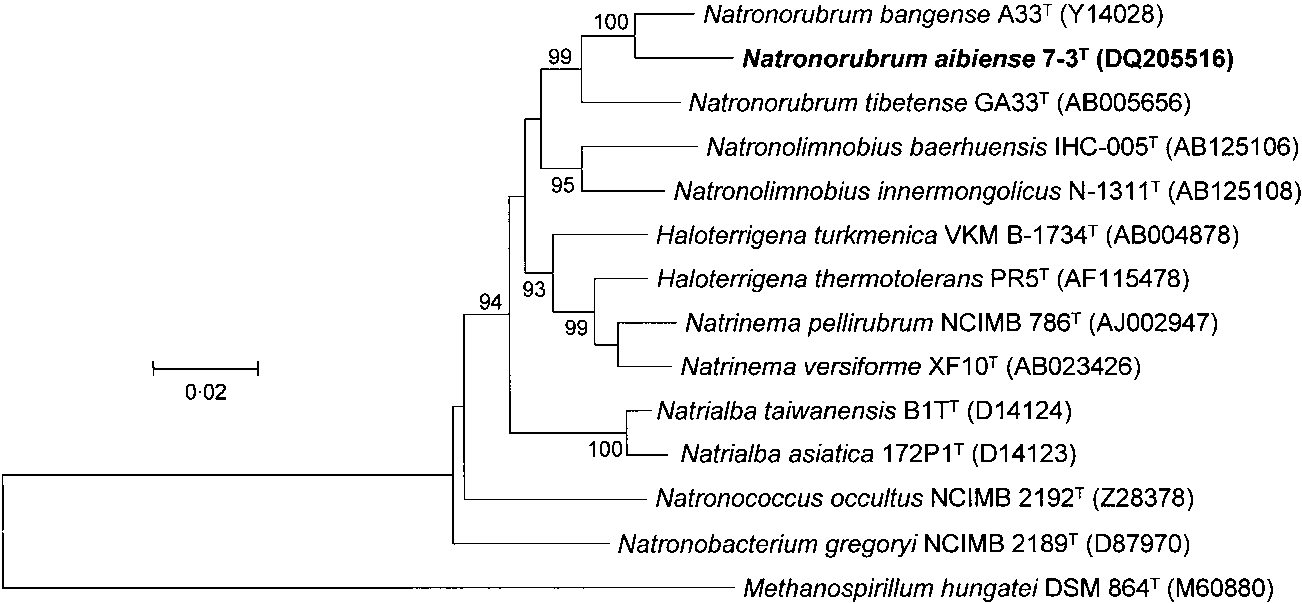 100
Natronorubrum bangense A33ᵀ (Y14028)
99
Natronorubrum aibiense 7-3ᵀ (DQ205516)
Natronorubrum tibetense GA33ᵀ (AB005656)
Natronolimnobius baerhuensis IHC-005ᵀ (AB125106)
95
Natronolimnobius innermongolicus N-1311ᵀ (AB125108)
Haloterrigena turkmenica VKM B-1734ᵀ (AB004878)
Haloterrigena thermotolerans PR5ᵀ (AF115478)
93
94
99
Natrinema pellirubrum NCIMB 786ᵀ (AJ002947)
Natrinema versiforme XF10ᵀ (AB023426)
0·02
Natrialba taiwanensis B1Tᵀ (D14124)
100
Natrialba asiatica 172P1ᵀ (D14123)
Natronococcus occultus NCIMB 2192ᵀ (Z28378)
Natronobacterium gregoryi NCIMB 2189ᵀ (D87970)
Methanospirillum hungatei DSM 864ᵀ (M60880)